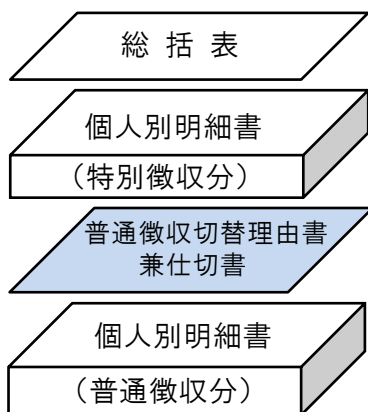 総 括 表
個人別明細書
（特別徴収分）
普通徴収切替理由書
兼仕切書
個人別明細書
（普通徴収分）